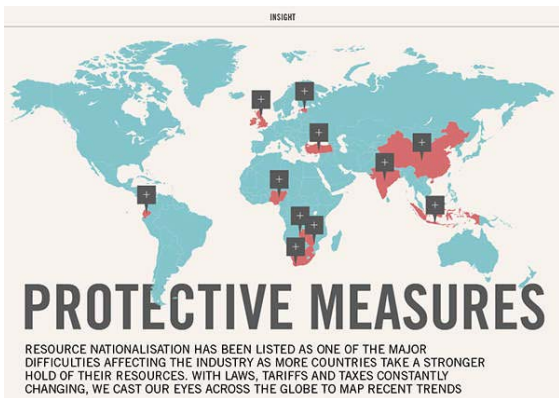 INSIGHT
PROTECTIVE MEASURES
RESOURCE NATIONALISATION HAS BEEN LISTED AS ONE OF THE MAJOR
DIFFICULTIES AFFECTING THE INDUSTRY AS MORE COUNTRIES TAKE A STRONGER
HOLD OF THEIR RESOURCES. WITH LAWS, TARIFFS AND TAXES CONSTANTLY
CHANGING, WE CAST OUR EYES ACROSS THE GLOBE TO MAP RECENT TRENDS